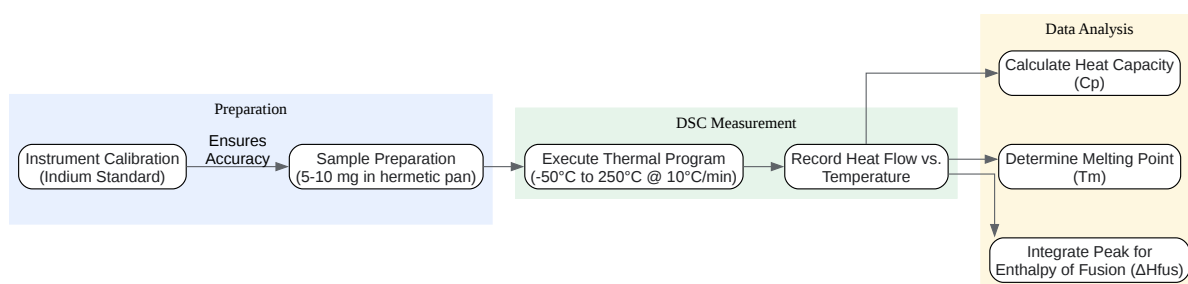 Preparation
Instrument Calibration
(Indium Standard)
Ensures
Accuracy
Sample Preparation
(5-10 mg in hermetic pan)
DSC Measurement
Execute Thermal Program
(-50°C to 250°C @ 10°C/min)
Record Heat Flow vs.
Temperature
Data Analysis
Calculate Heat Capacity
(Cp)
Determine Melting Point
(Tm)
Integrate Peak for
Enthalpy of Fusion (ΔHfus)